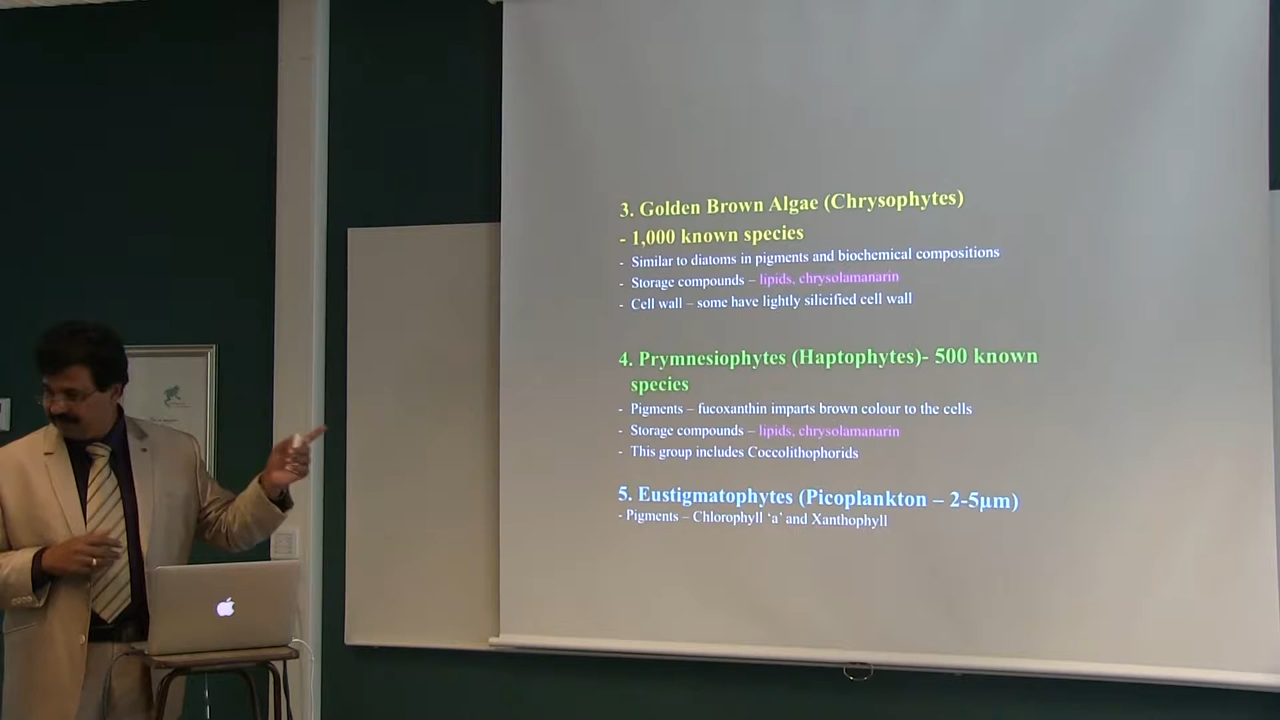 3. Golden Brown Algae (Chrysophytes)
- 1,000 known species
- Similar to diatoms in pigments and biochemical compositions
- Storage compounds – lipids, chrysolamanarin
- Cell wall – some have lightly silicified cell wall
4. Prymnesiophytes (Haptophytes)- 500 known
species
- Pigments – fucoxanthin imparts brown colour to the cells
- Storage compounds – lipids, chrysolamanarin
- This group includes Coccolithophorids
5. Eustigmatophytes (Picoplankton – 2-5µm)
- Pigments – Chlorophyll ‘a’ and Xanthophyll